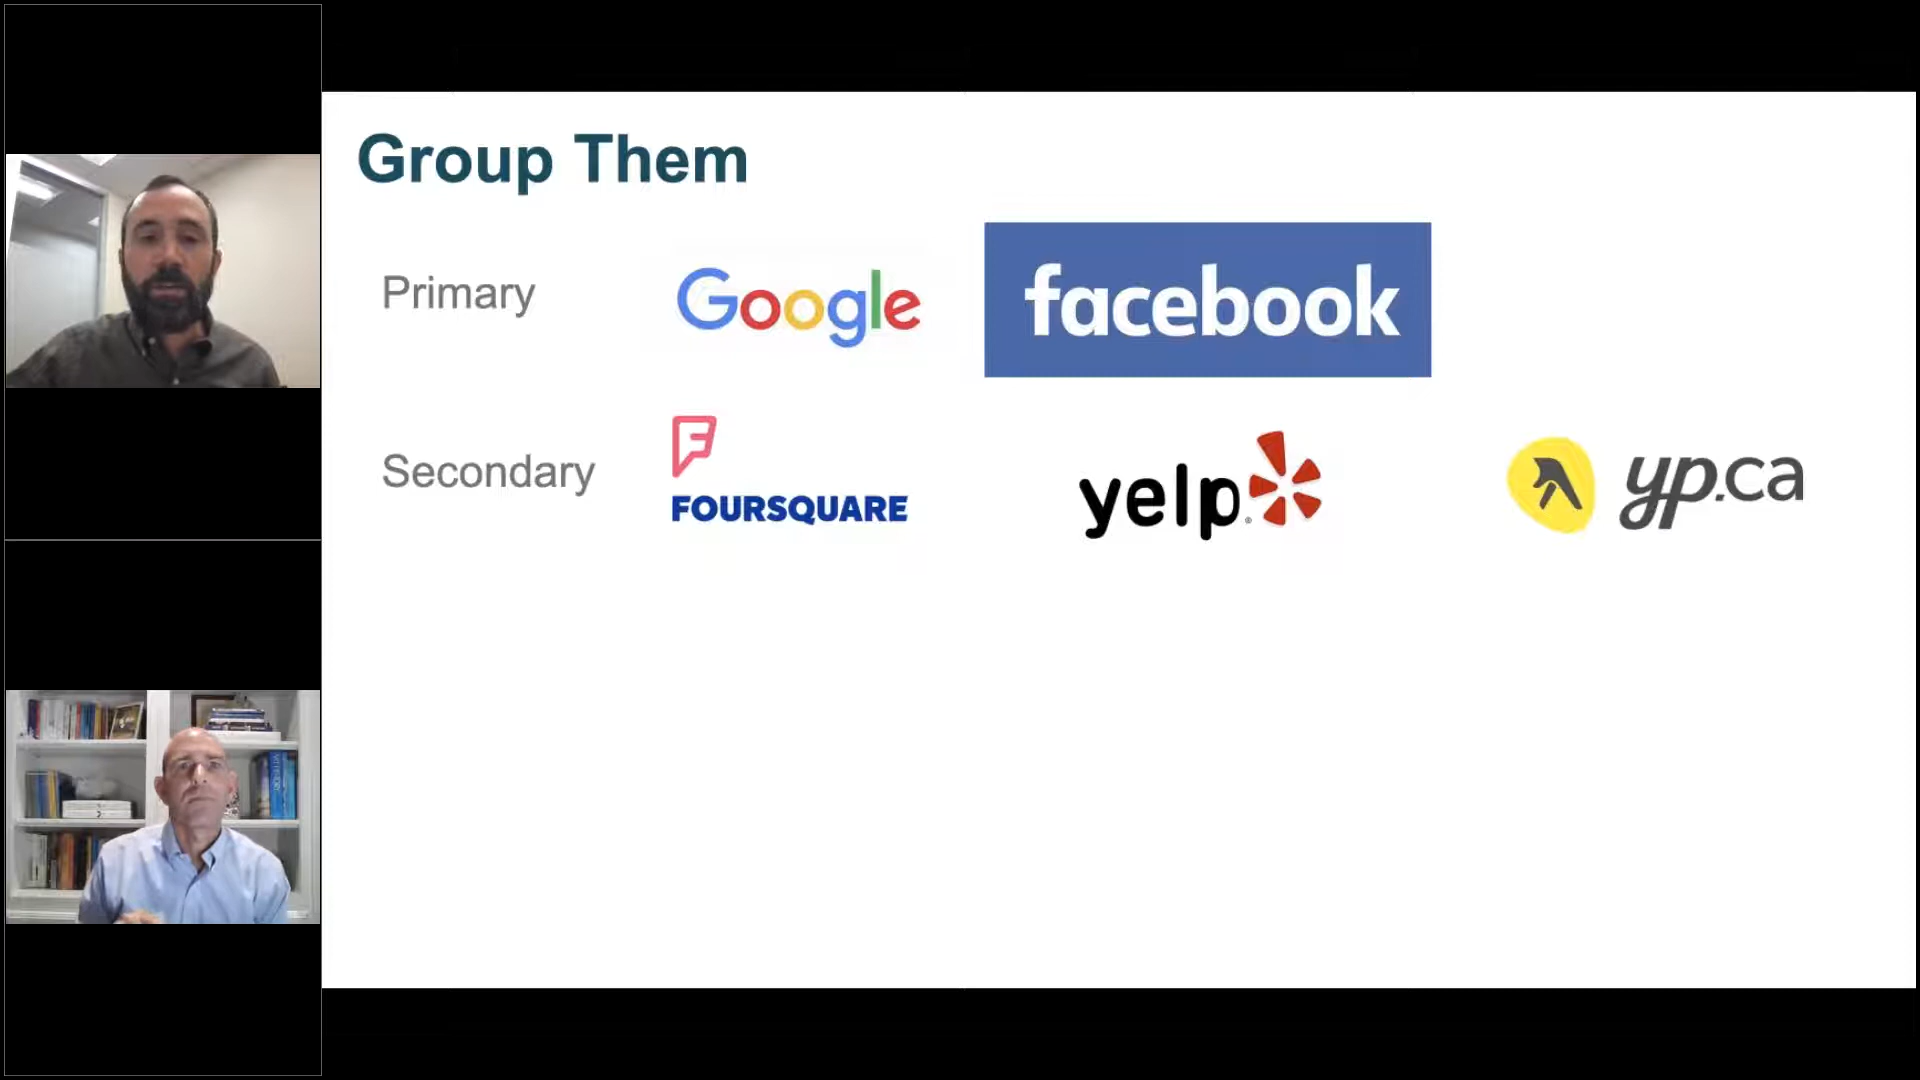 Group Them
Primary
Google
facebook
Secondary
FOURSQUARE
yelp
yp.ca